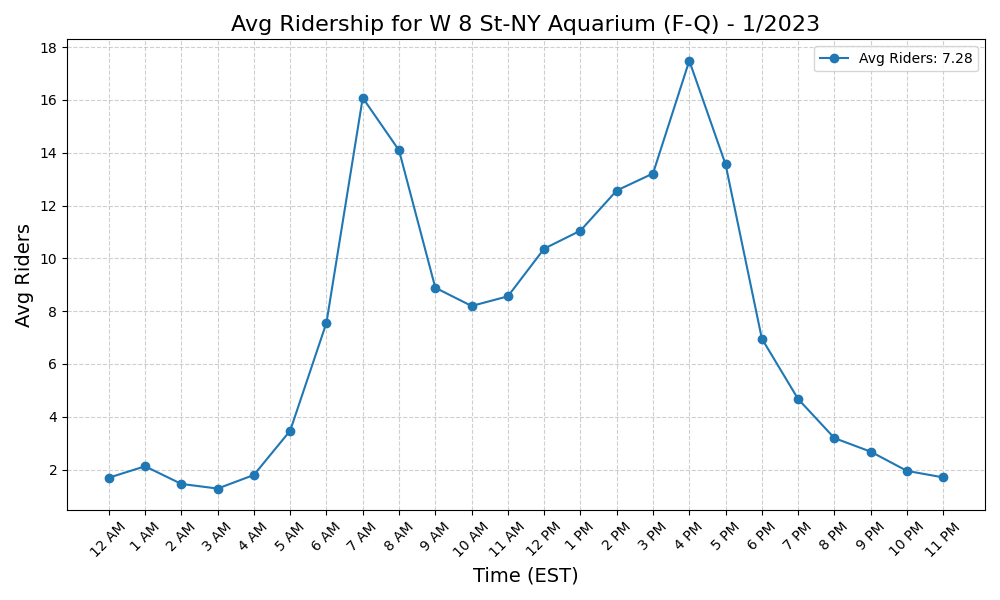 Avg Ridership for W 8 St-NY Aquarium (F-Q) - 1/2023
Avg Riders: 7.28
Avg Riders
18
16
14
12
10
8
6
4
2
12 AM
1 AM
2 AM
3 AM
4 AM
5 AM
6 AM
7 AM
8 AM
9 AM
10 AM
11 AM
12 PM
1 PM
2 PM
3 PM
4 PM
5 PM
6 PM
7 PM
8 PM
9 PM
10 PM
11 PM
Time (EST)